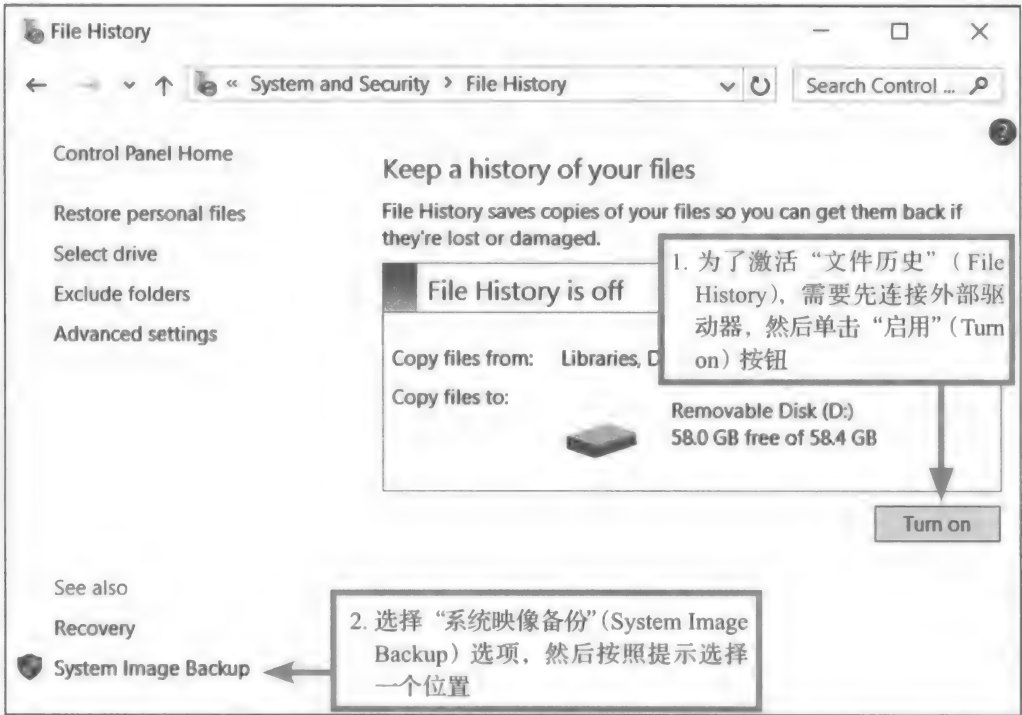 File History
« System and Security > File History
Search Control ...
Control Panel Home
Restore personal files
Select drive
Exclude folders
Advanced settings
Keep a history of your files
File History saves copies of your files so you can get them back if
they're lost or damaged.
File History is off
Copy files from: Libraries, D
Copy files to:
Removable Disk (D:)
58.0 GB free of 58.4 GB
1. 为了激活“文件历史”(File
History),需要先连接外部驱
动器,然后单击“启用”(Turn
on)按钮
Turn on
See also
Recovery
System Image Backup
2. 选择“系统映像备份”(System Image
Backup)选项,然后按照提示选择
一个位置